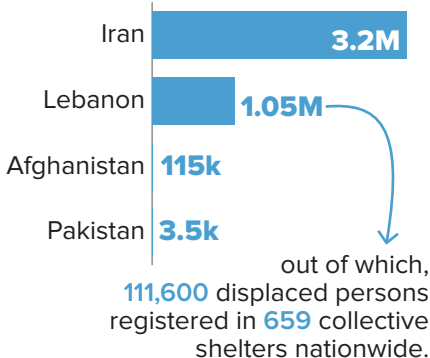 Iran 3.2M
Lebanon 1.05M
Afghanistan 115k
Pakistan 3.5k
out of which,
111,600 displaced persons
registered in 659 collective
shelters nationwide.